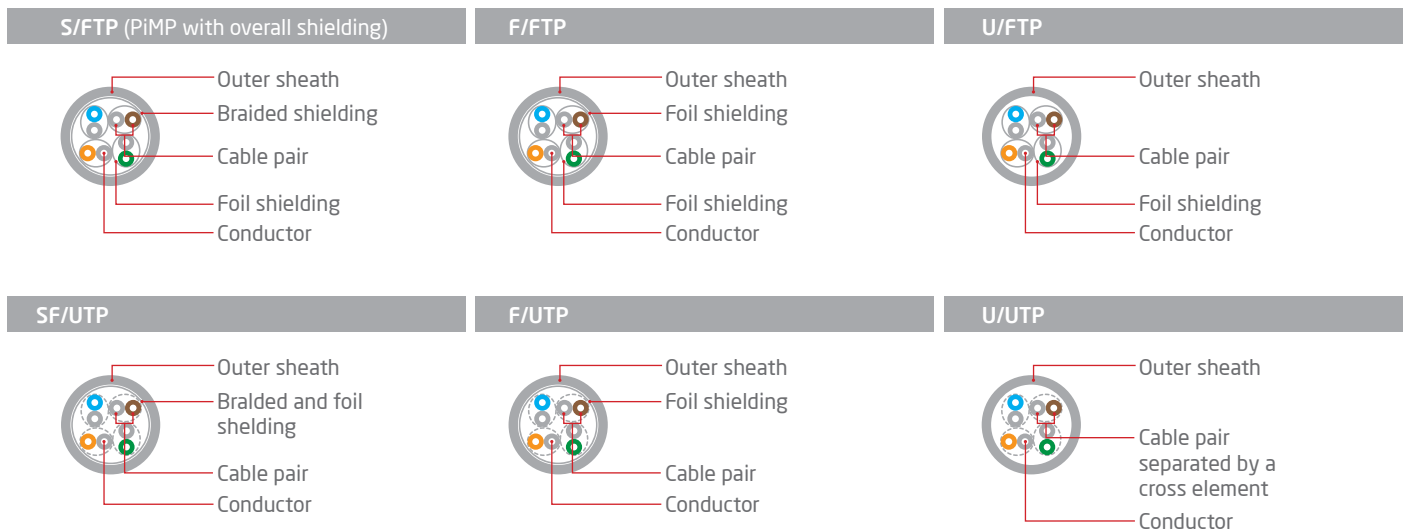 S/FTP (PiMP with overall shielding)
Outer sheath
Braided shielding
Cable pair
Foil shielding
Conductor
F/FTP
Outer sheath
Foil shielding
Cable pair
Foil shielding
Conductor
U/FTP
Outer sheath
Cable pair
Foil shielding
Conductor
SF/UTP
Outer sheath
Bralded and foil
shelding
Cable pair
Conductor
F/UTP
Outer sheath
Foil shielding
Cable pair
Conductor
U/UTP
Outer sheath
Cable pair
separated by a
cross element
Conductor